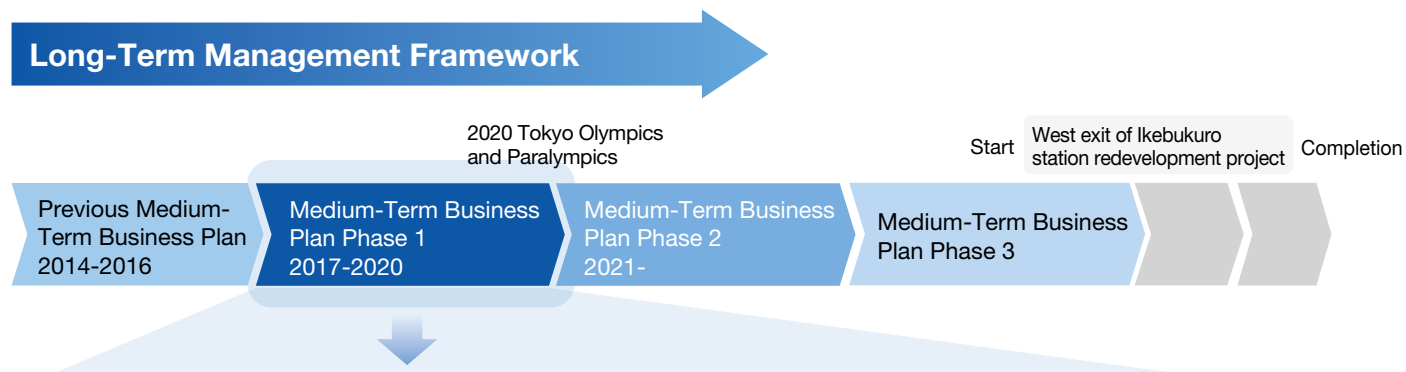 Long-Term Management Framework
2020 Tokyo Olympics
and Paralympics
Start
West exit of Ikebukuro
station redevelopment project
Completion
Previous Medium-
Term Business Plan
2014-2016
Medium-Term Business
Plan Phase 1
2017-2020
Medium-Term Business
Plan Phase 2
2021-
Medium-Term Business
Plan Phase 3